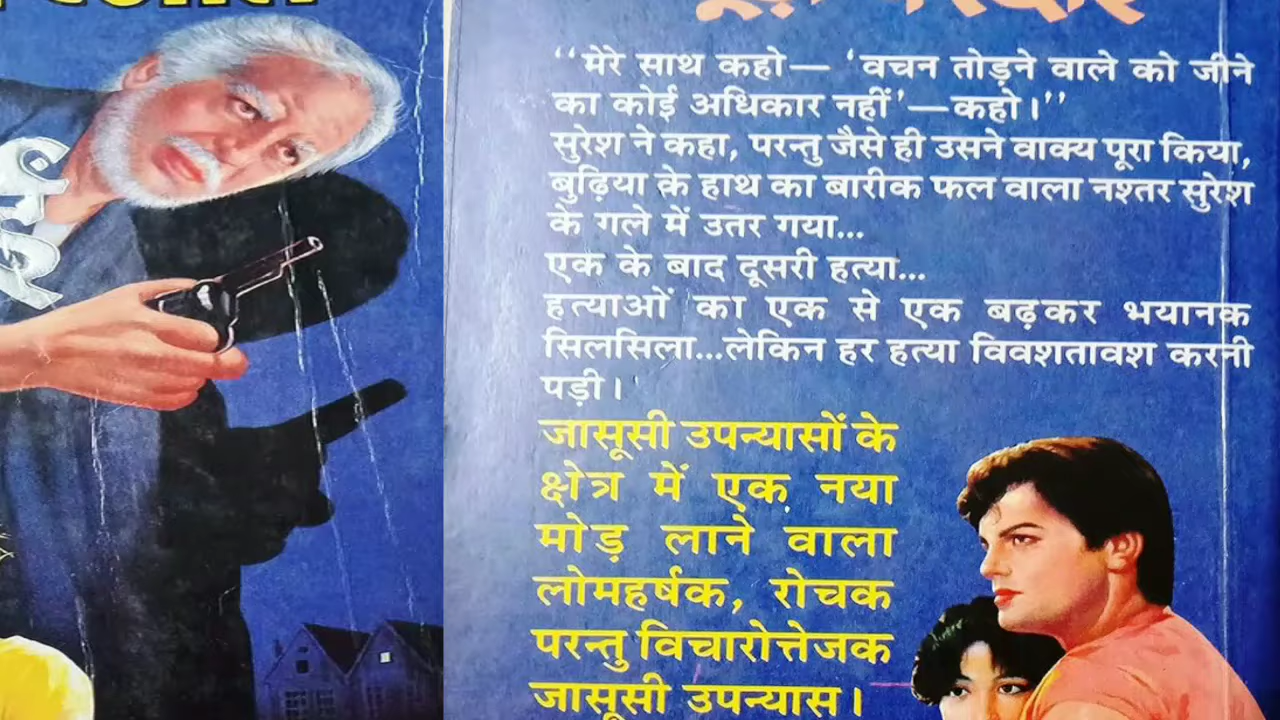 “मेरे साथ कहो— ‘वचन तोड़ने वाले को जीने
का कोई अधिकार नहीं’—कहो।”
सुरेश ने कहा, परन्तु जैसे ही उसने वाक्य पूरा किया,
बुढ़िया के हाथ का बारीक फल वाला नश्तर सुरेश
के गले में उतर गया...
एक के बाद दूसरी हत्या...
हत्याओं का एक से एक बढ़कर भयानक
सिलसिला...लेकिन हर हत्या विवशतावश करनी
पड़ी।
जासूसी उपन्यासों के
क्षेत्र में एक नया
मोड़ लाने वाला
लोमहर्षक, रोचक
परन्तु विचारोत्तेजक
जासूसी उपन्यास।